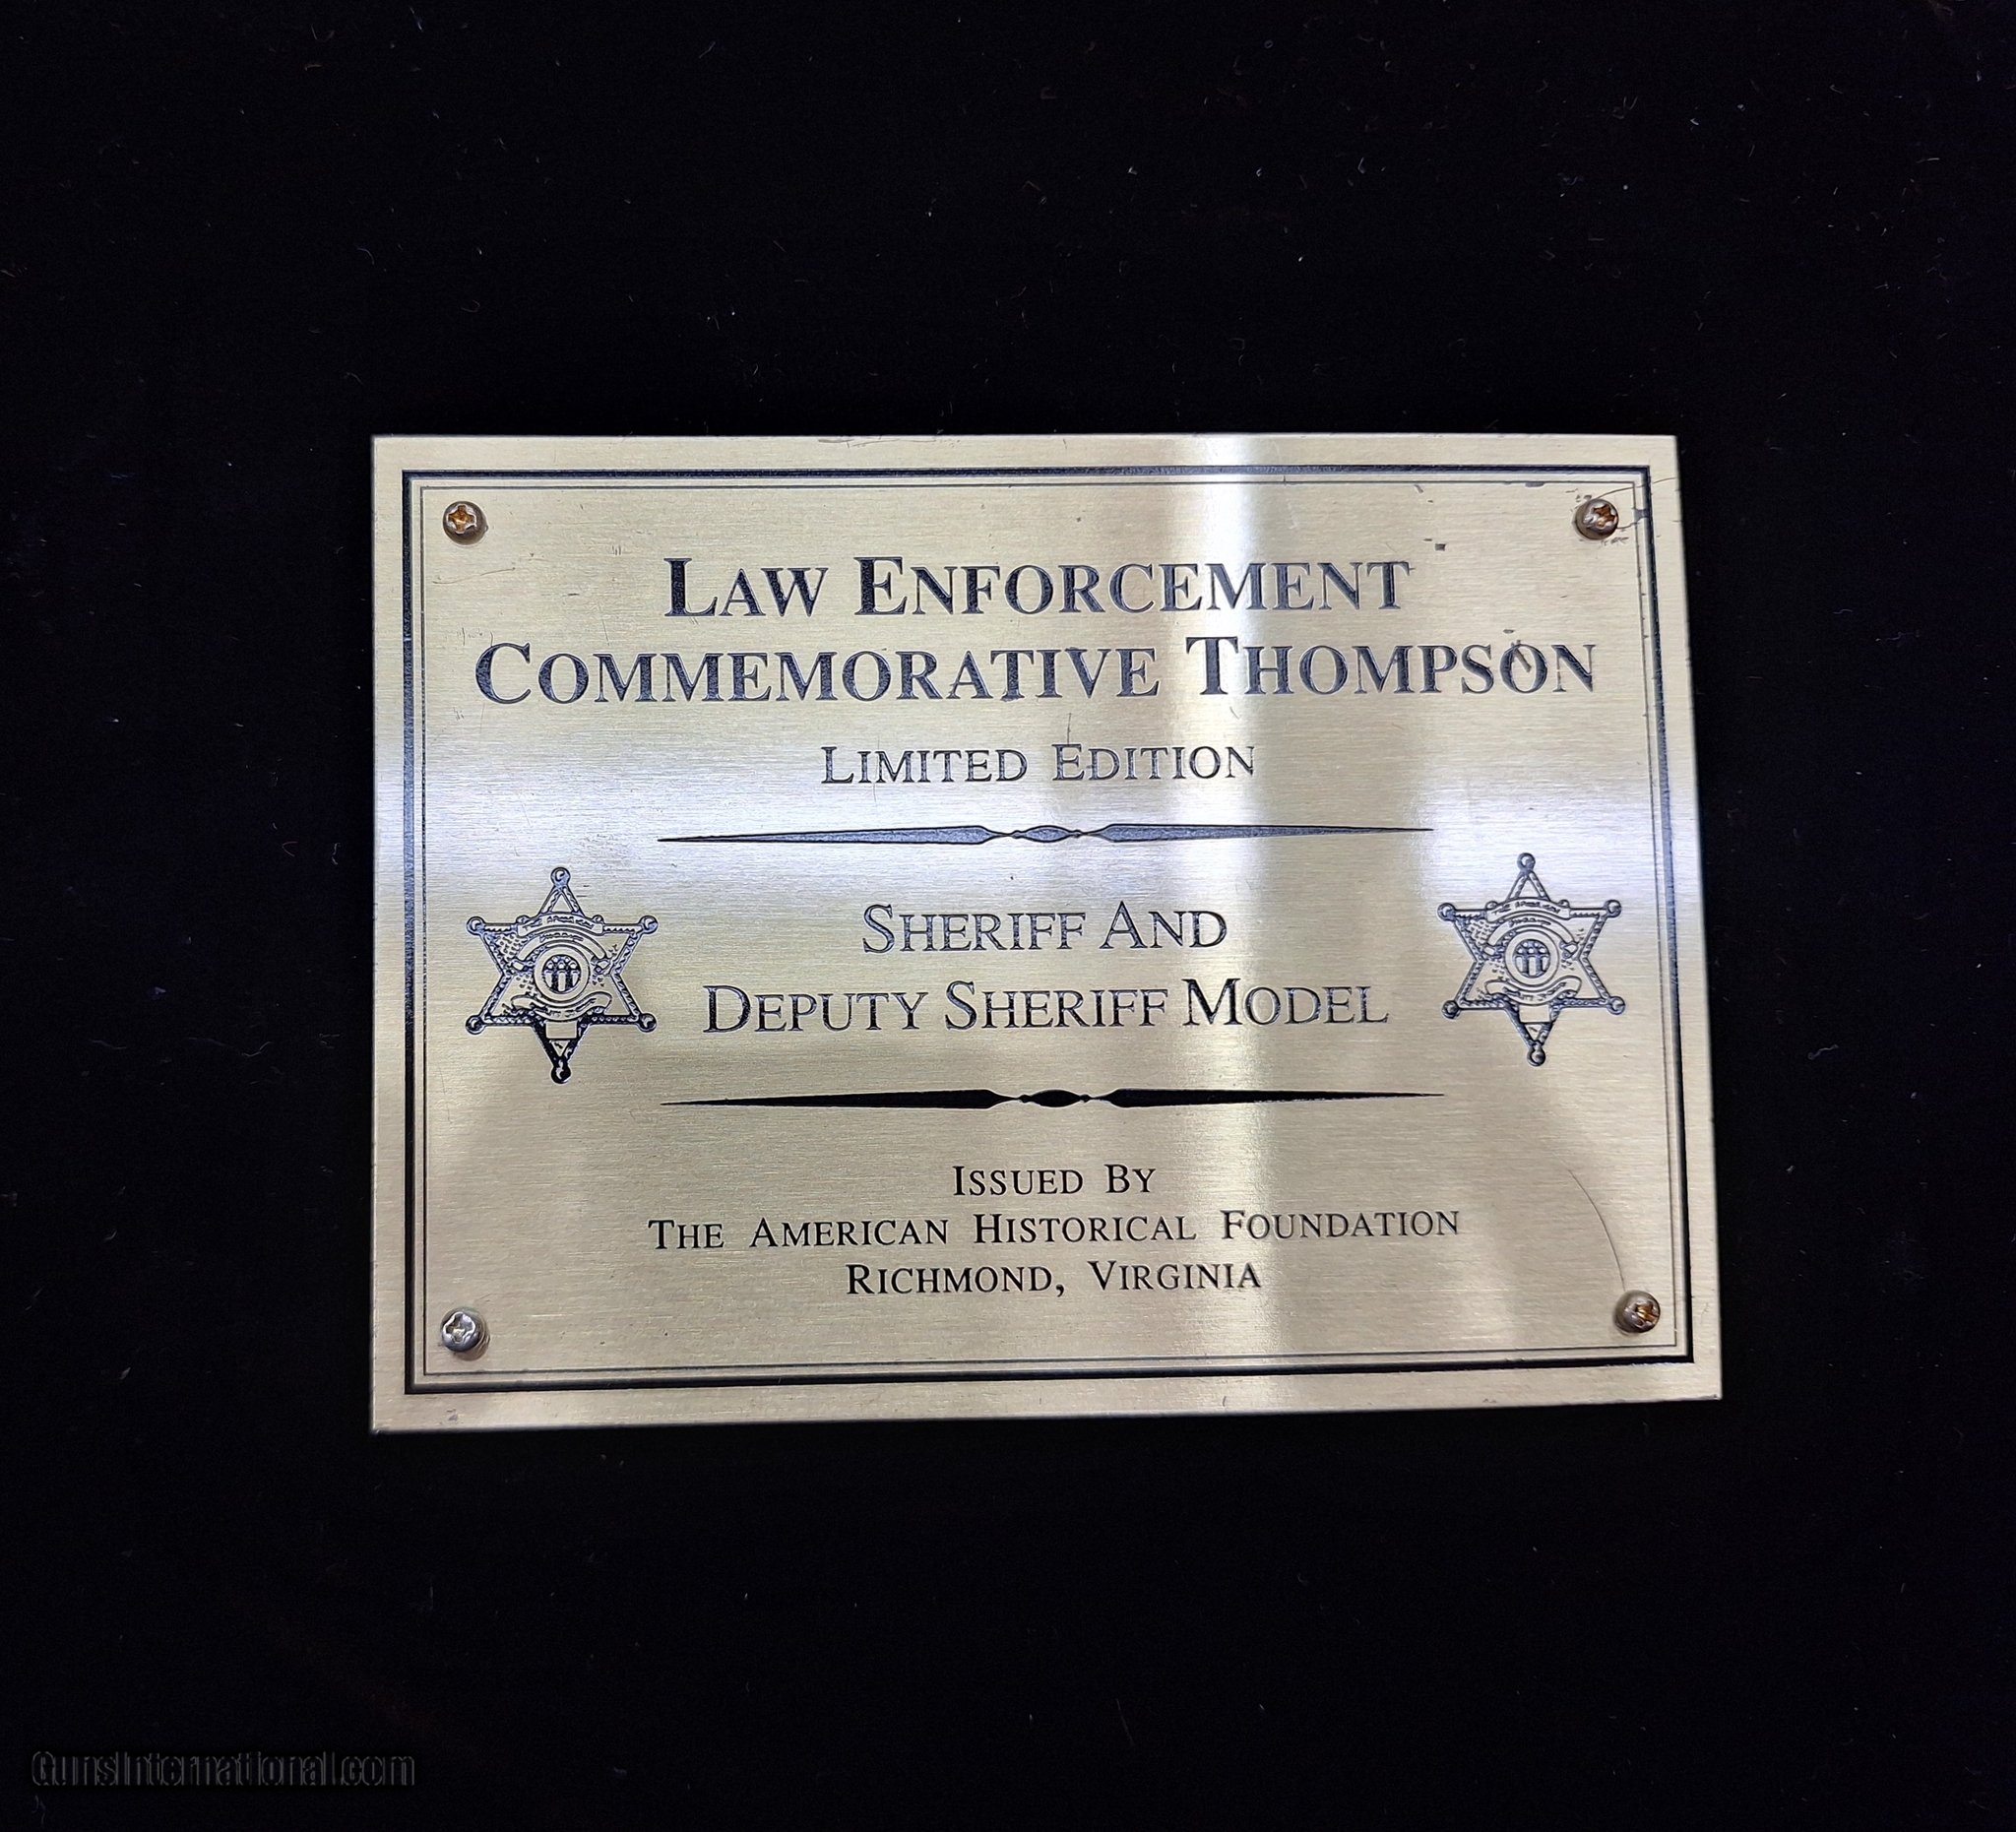 Law Enforcement
Commemorative Thompson
Limited Edition
Sheriff And
Deputy Sheriff Model
Issued By
The American Historical Foundation
Richmond, Virginia
GunsInternational.com